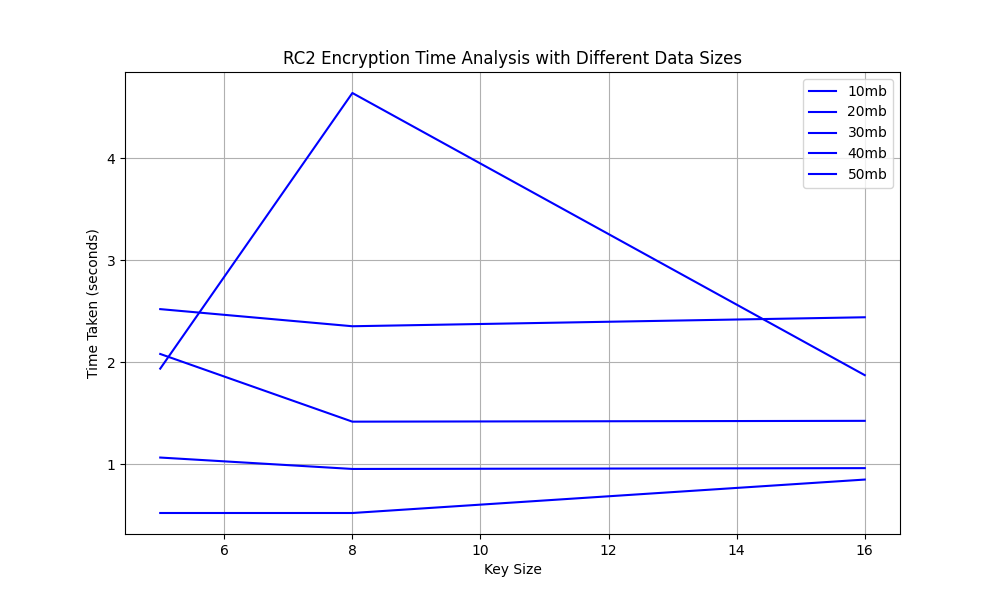 RC2 Encryption Time Analysis with Different Data Sizes
10mb
20mb
30mb
40mb
50mb
Time Taken (seconds)
4
3
2
1
6
8
10
12
14
16
Key Size